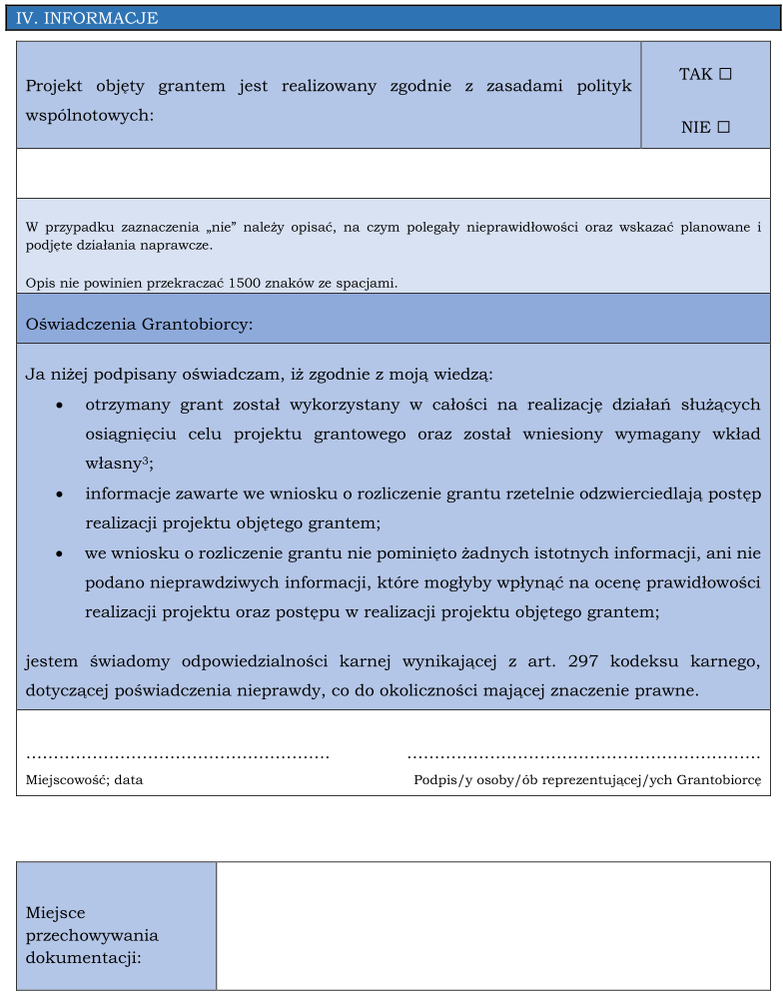 IV. INFORMACJE
Projekt objęty grantem jest realizowany zgodnie z zasadami polityk
wspólnotowych:
TAK ☐
NIE ☐
W przypadku zaznaczenia „nie” należy opisać, na czym polegały nieprawidłowości oraz wskazać planowane i
podjęte działania naprawcze.
Opis nie powinien przekraczać 1500 znaków ze spacjami.
Oświadczenia Grantobiorcy:
Ja niżej podpisany oświadczam, iż zgodnie z moją wiedzą:
• otrzymany grant został wykorzystany w całości na realizację działań służących
osiągnięciu celu projektu grantowego oraz został wniesiony wymagany wkład
własny³;
• informacje zawarte we wniosku o rozliczenie grantu rzetelnie odzwierciedlają postęp
realizacji projektu objętego grantem;
• we wniosku o rozliczenie grantu nie pominięto żadnych istotnych informacji, ani nie
podano nieprawdziwych informacji, które mogłyby wpłynąć na ocenę prawidłowości
realizacji projektu oraz postępu w realizacji projektu objętego grantem;
jestem świadomy odpowiedzialności karnej wynikającej z art. 297 kodeksu karnego,
dotyczącej poświadczenia nieprawdy, co do okoliczności mającej znaczenie prawne.
……………………………………………… ………………………………………………………
Miejscowość; data Podpis/y osoby/ób reprezentującej/ych Grantobiorcę
Miejsce
przechowywania
dokumentacji: